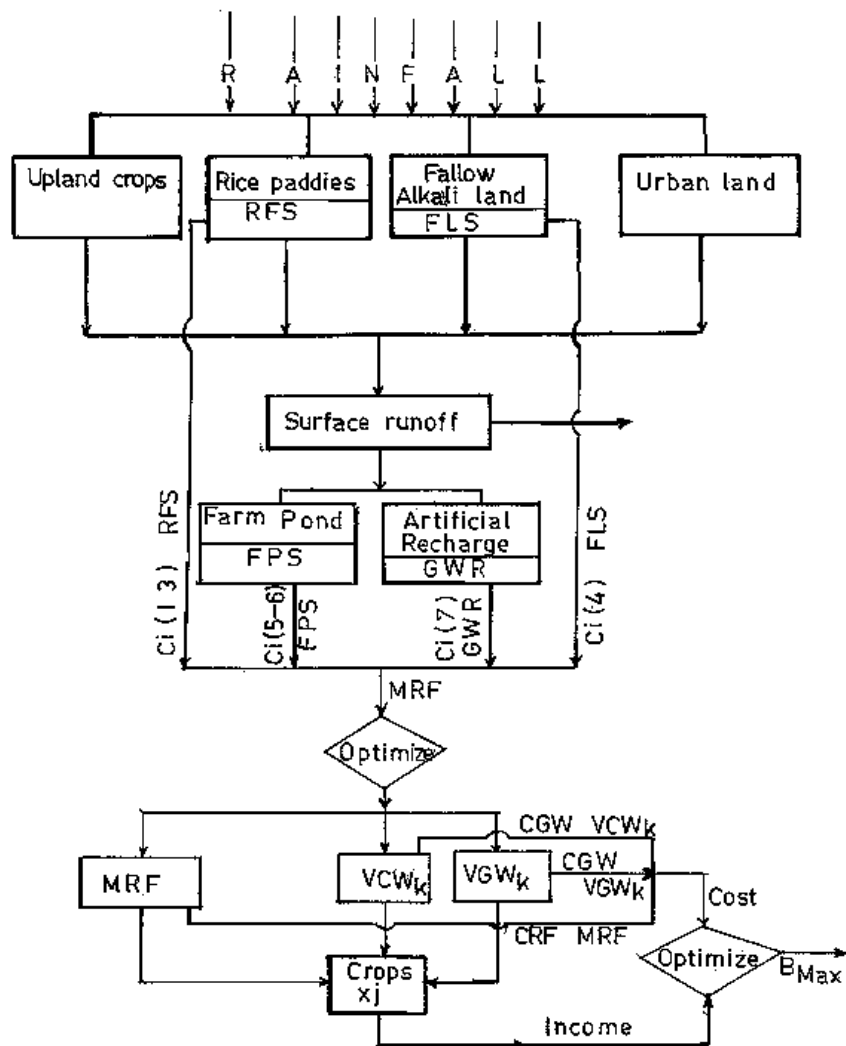 R A I N F A L L
Upland crops
Rice paddies
RFS
Fallow
Alkali land
FLS
Urban land
Surface runoff
RFS
FLS
Farm Pond
FPS
Artificial
Recharge
GWR
Ci(1 3)
Ci(5-6)
FPS
Ci(7)
GWR
Ci(4)
MRF
Optimize
CGW VCWk
MRF
VCWk
VGWk
CGW
VGWk
Cost
CRF MRF
Crops
xj
Optimize
BMax
Income